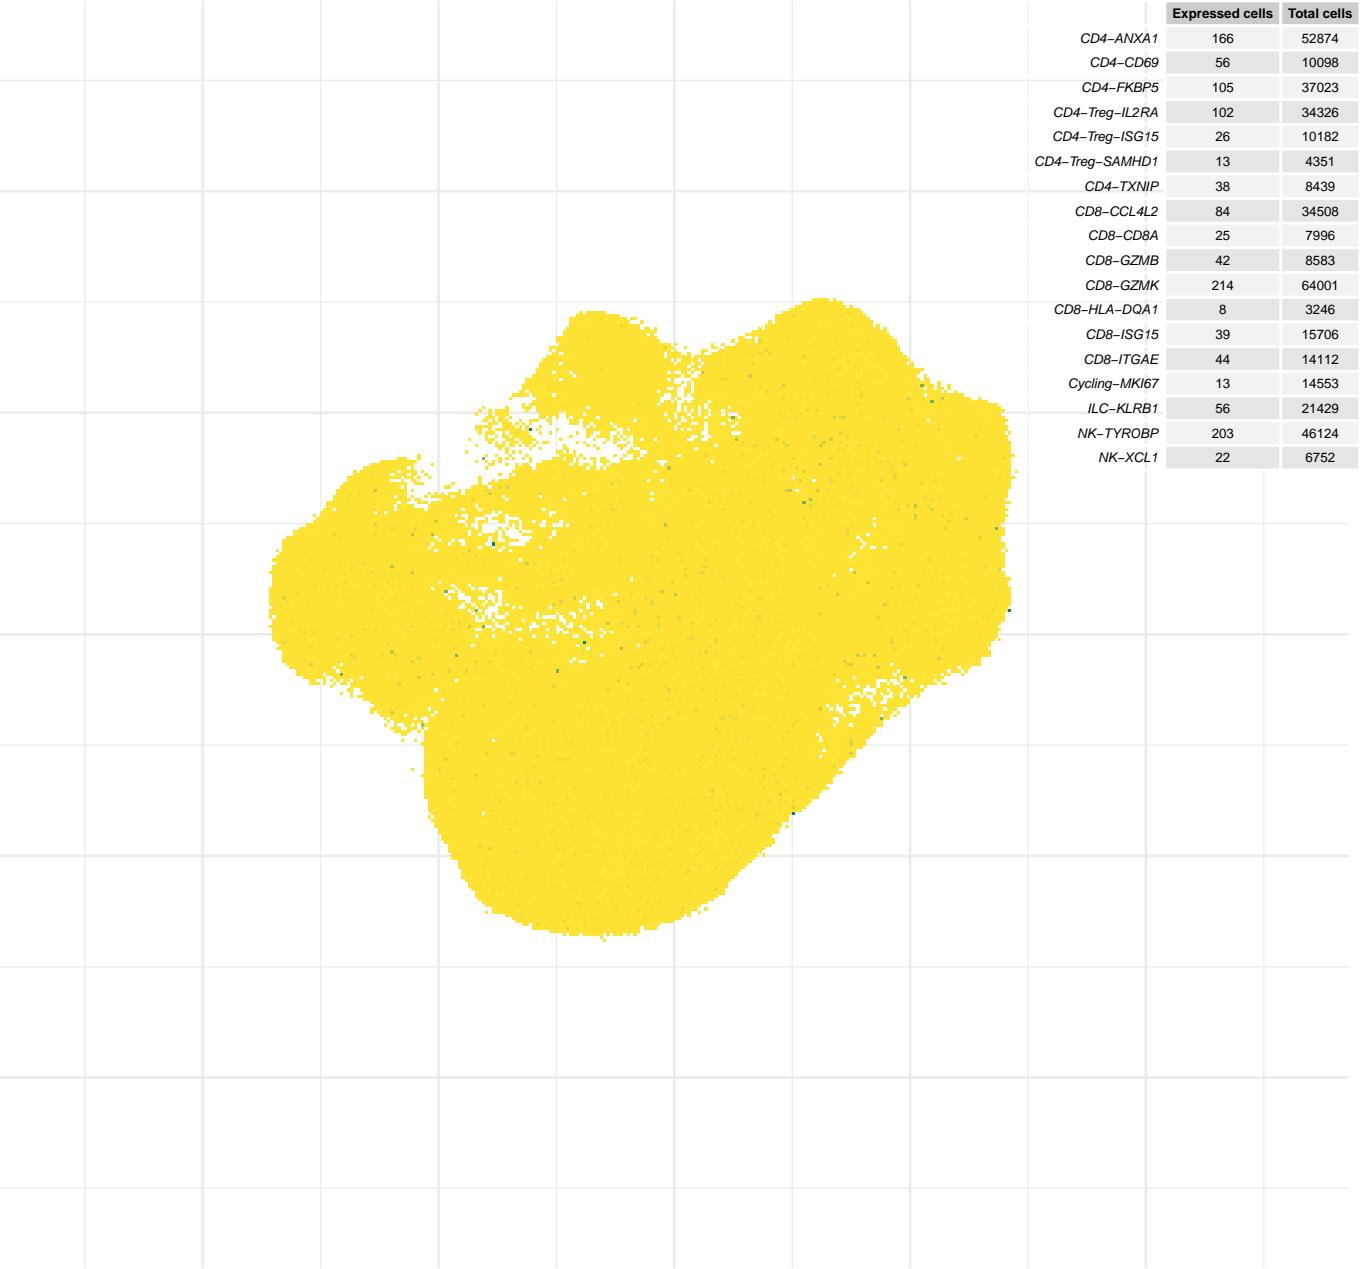 Expressed cells Total cells
CD4−ANXA1 166 52874
CD4−CD69 56 10098
CD4−FKBP5 105 37023
CD4−Treg−IL2RA 102 34326
CD4−Treg−ISG15 26 10182
CD4−Treg−SAMHD1 13 4351
CD4−TXNIP 38 8439
CD8−CCL4L2 84 34508
CD8−CD8A 25 7996
CD8−GZMB 42 8583
CD8−GZMK 214 64001
CD8−HLA−DQA1 8 3246
CD8−ISG15 39 15706
CD8−ITGAE 44 14112
Cycling−MKI67 13 14553
ILC−KLRB1 56 21429
NK−TYROBP 203 46124
NK−XCL1 22 6752